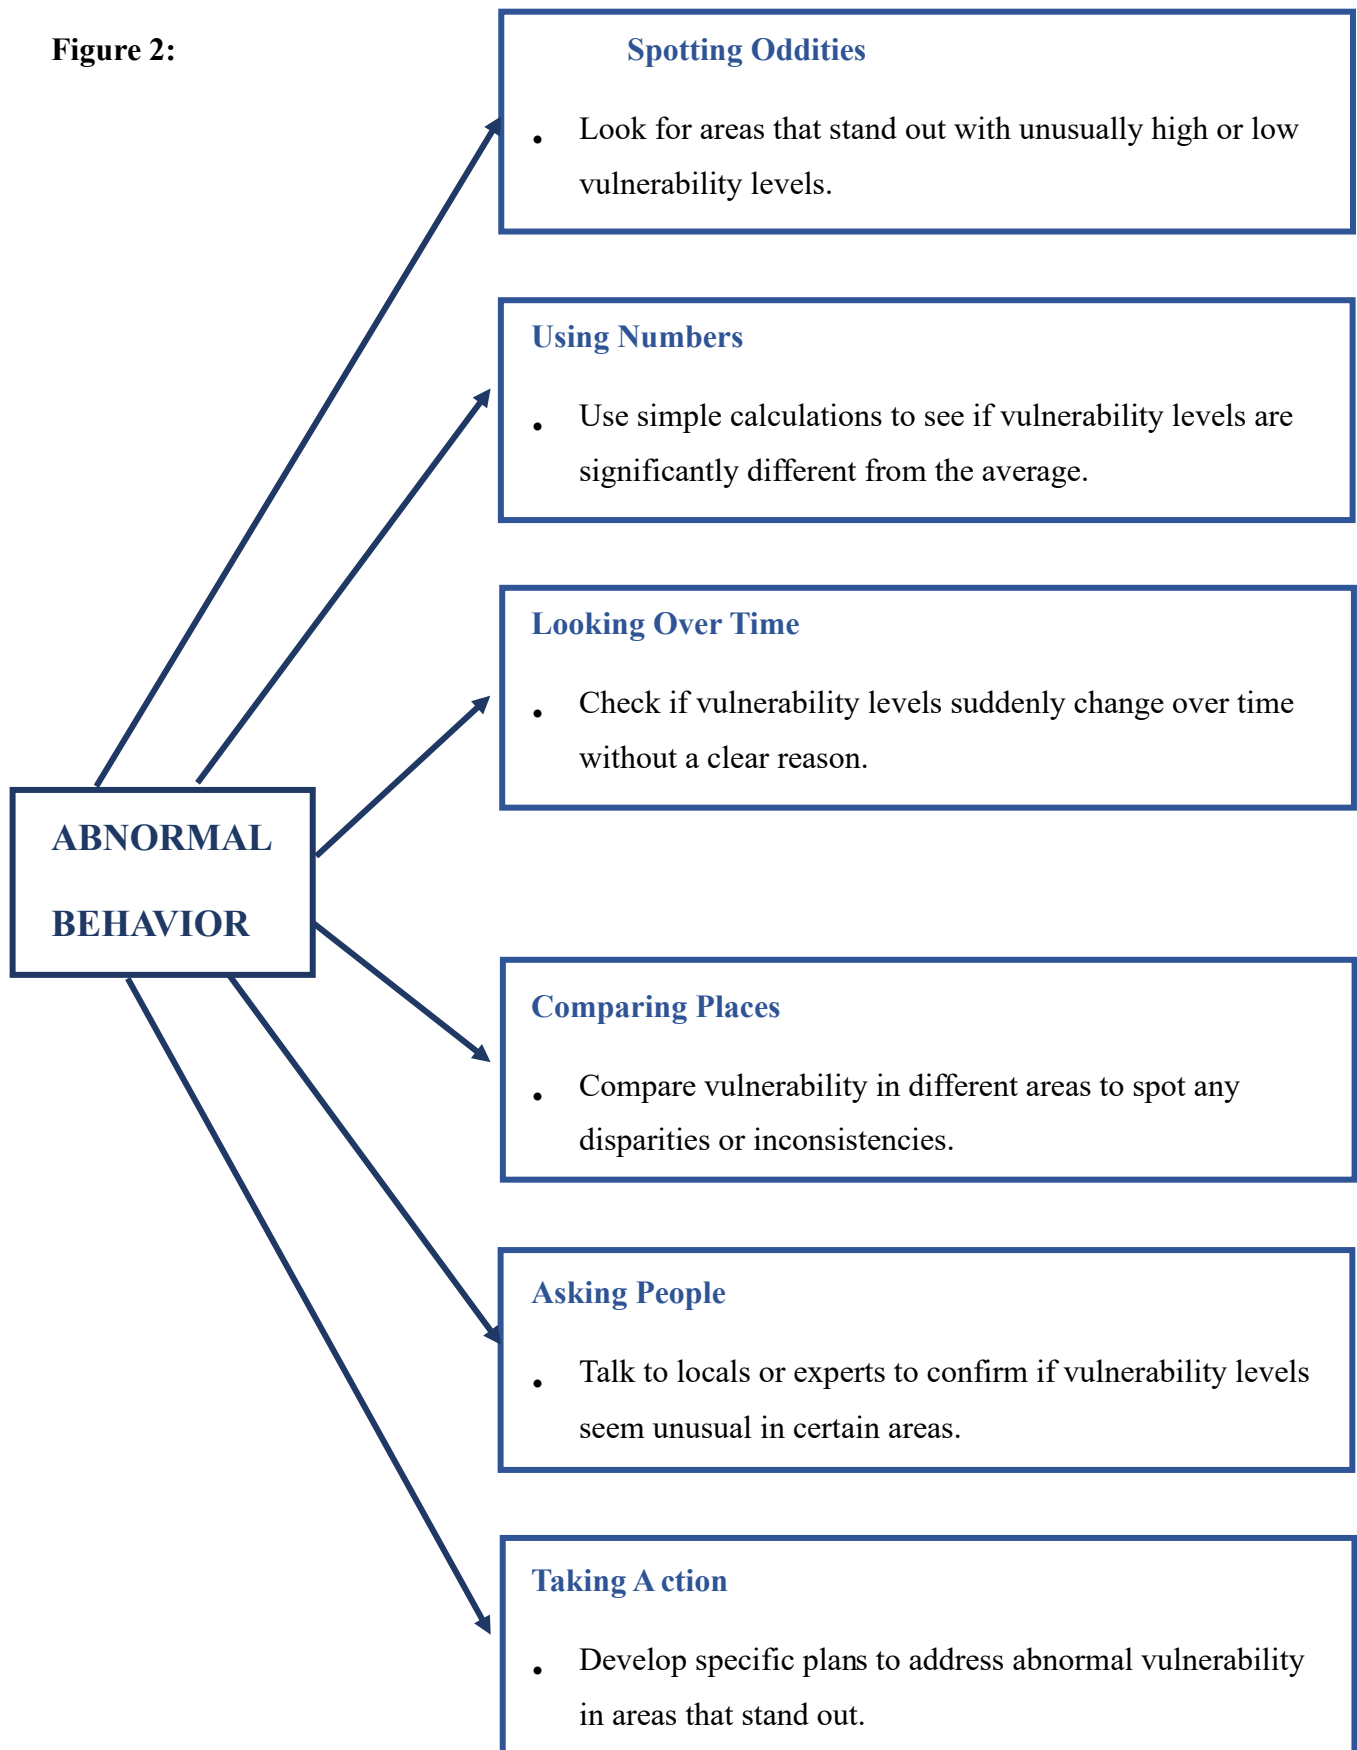 Figure 2:
Spotting Oddities
• Look for areas that stand out with unusually high or low
vulnerability levels.
Using Numbers
• Use simple calculations to see if vulnerability levels are
significantly different from the average.
Looking Over Time
• Check if vulnerability levels suddenly change over time
without a clear reason.
ABNORMAL
BEHAVIOR
Comparing Places
• Compare vulnerability in different areas to spot any
disparities or inconsistencies.
Asking People
• Talk to locals or experts to confirm if vulnerability levels
seem unusual in certain areas.
Taking A ction
• Develop specific plans to address abnormal vulnerability
in areas that stand out.